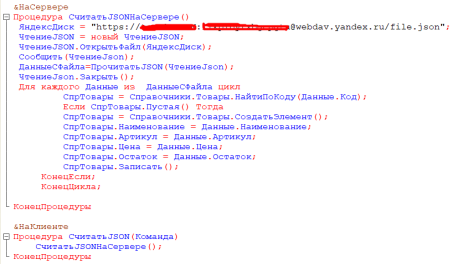 &НаСервере
Процедура СчитатьJSONНаСервере()
ЯндексДиск = "https://@webdav.yandex.ru/file.json";
ЧтениеJSON = новый ЧтениеJSON;
ЧтениеJSON.ОткрытьФайл(ЯндексДиск);
Сообщить(ЧтениеJson);
ДанныеСФайла=ПрочитатьJSON(ЧтениеJson);
ЧтениеJson.Закрыть();
Для каждого Данные из ДанныеСФайла цикл
СпрТовары = Справочники.Товары.НайтиПоКоду(Данные.Код);
Если СпрТовары.Пустая() Тогда
СпрТовары = Справочники.Товары.СоздатьЭлемент();
СпрТовары.Наименование = Данные.Наименование;
СпрТовары.Артикул = Данные.Артикул;
СпрТовары.Цена = Данные.Цена;
СпрТовары.Остаток = Данные.Остаток;
СпрТовары.Записать();
КонецЕсли;
КонецЦикла;
КонецПроцедуры
&НаКлиенте
Процедура СчитатьJSON(Команда)
СчитатьJSONНаСервере();
КонецПроцедуры